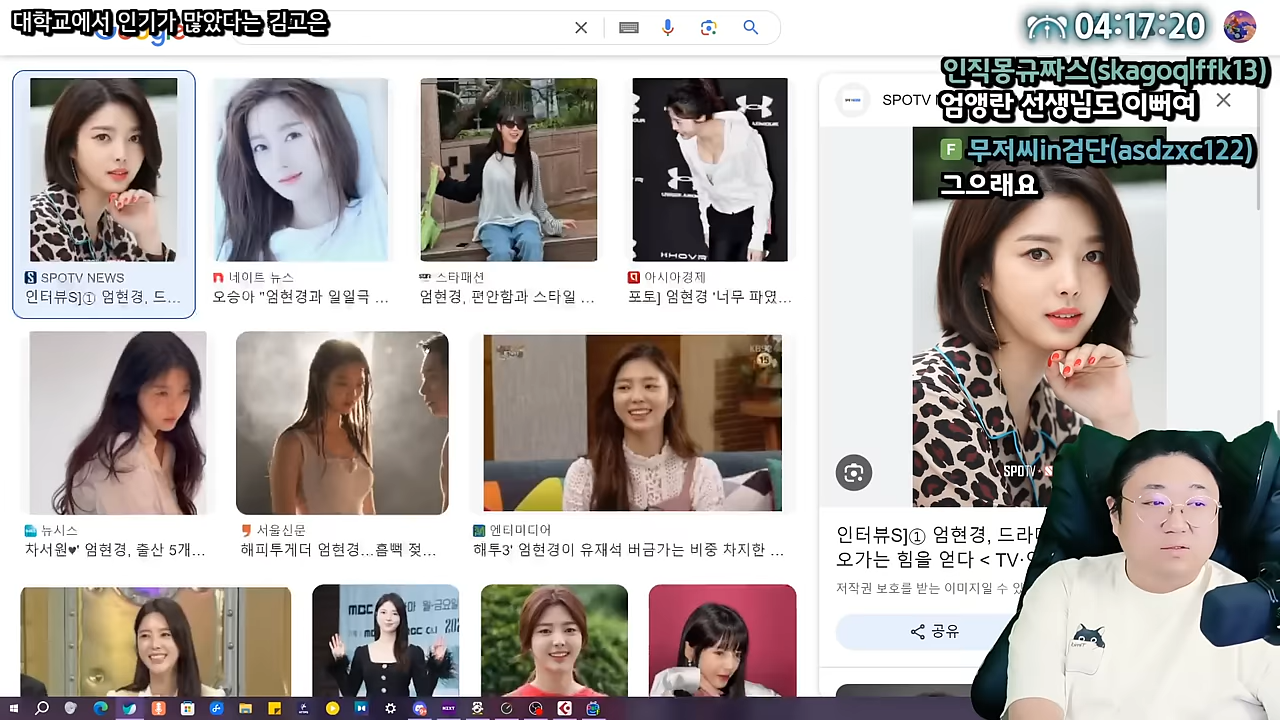 대학교에서 인기가 많았다는 김고은
04:17:20
인직몽규짜스(skagoqlffk13)
엄앵란 선생님도 이뻐여
F 무저씨in검단(asdzxc122)
그으래요
SPOTV
SPOTV NEWS
인터뷰S]① 엄현경, 드...
네이트 뉴스
오승아 "엄현경과 일일극 ...
스타패션
엄현경, 편안함과 스타일 ...
아시아경제
포토] 엄현경 '너무 파였...
뉴시스
차서원♥' 엄현경, 출산 5개...
서울신문
해피투게더 엄현경...흠뻑 젖...
엔티미디어
해투3' 엄현경이 유재석 버금가는 비중 차지한 ...
SPOTV
인터뷰S]① 엄현경, 드라
오가는 힘을 얻다 < TV·
저작권 보호를 받는 이미지일 수 있
공유
MBC
NEXT